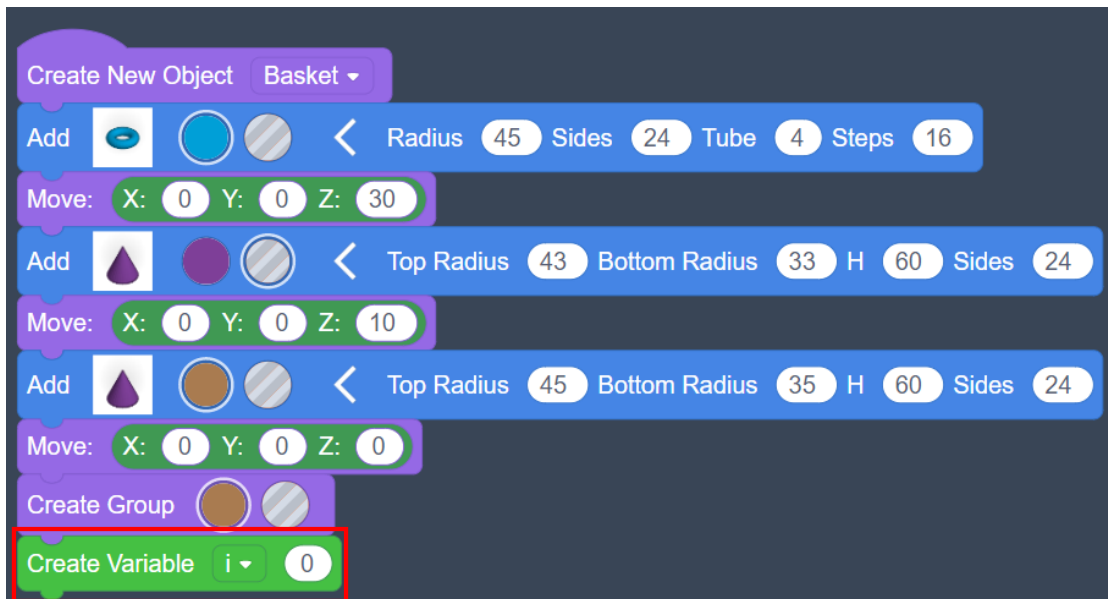 Create New Object Basket
Add Radius 45 Sides 24 Tube 4 Steps 16
Move: X: 0 Y: 0 Z: 30
Add Top Radius 43 Bottom Radius 33 H 60 Sides 24
Move: X: 0 Y: 0 Z: 10
Add Top Radius 45 Bottom Radius 35 H 60 Sides 24
Move: X: 0 Y: 0 Z: 0
Create Group
Create Variable i 0